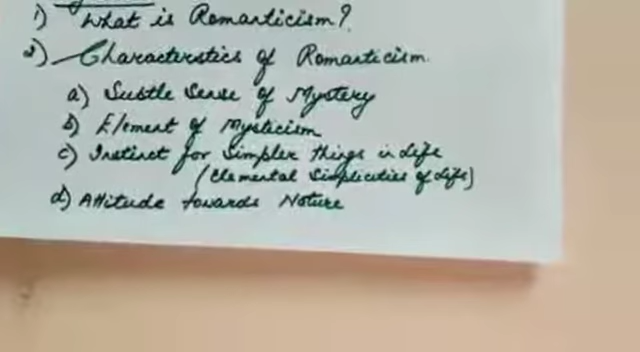 1) What is Romanticism?
2) Characterstics of Romanticism
a) Subtle Sense of Mystery
b) Element of Mysticism
c) Instinct for Simpler things in life
(Elemental Simplicities of life)
d) Attitude towards Nature